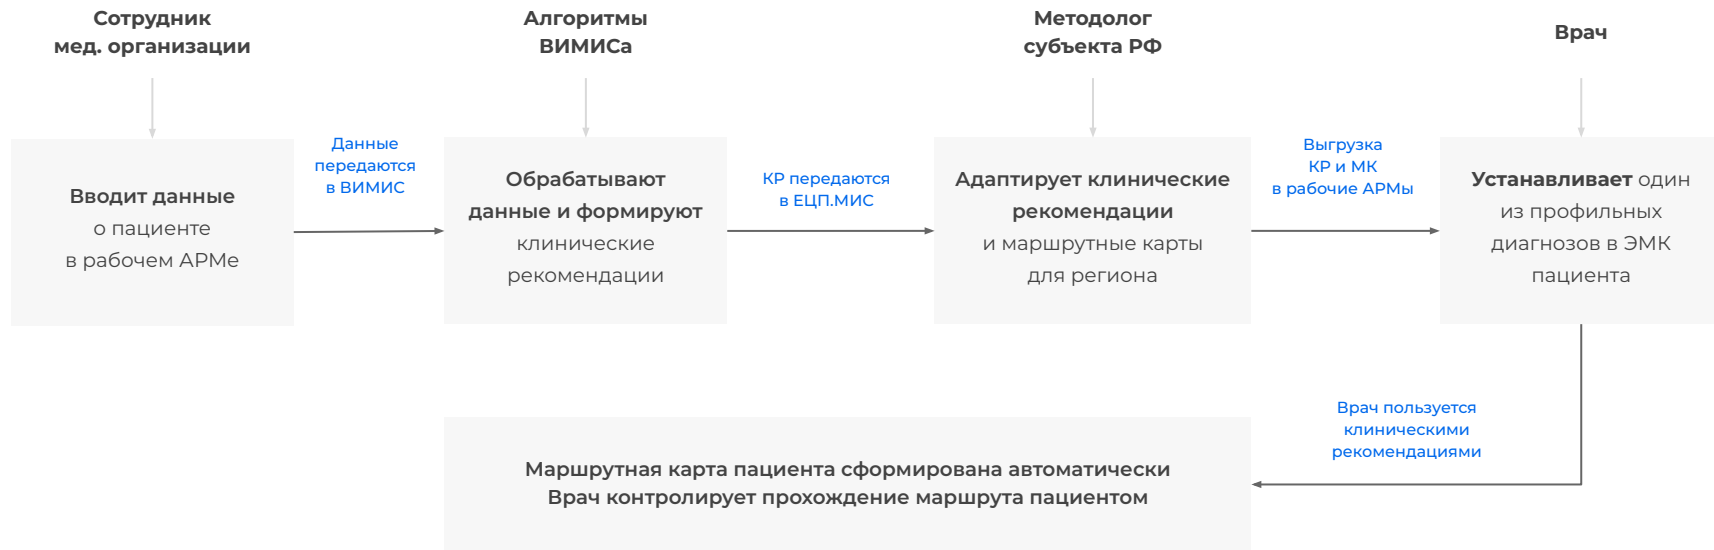 Сотрудник
мед. организации
Алгоритмы
ВИМИСа
Методолог
субъекта РФ
Врач
Вводит данные
о пациенте
в рабочем АРМе
Данные
передаются
в ВИМИС
Обрабатывают
данные и формируют
клинические
рекомендации
КР передаются
в ЕЦП.МИС
Адаптирует клинические
рекомендации
и маршрутные карты
для региона
Выгрузка
КР и МК
в рабочие АРМы
Устанавливает один
из профильных
диагнозов в ЭМК
пациента
Врач пользуется
клиническими
рекомендациями
Маршрутная карта пациента сформирована автоматически
Врач контролирует прохождение маршрута пациентом